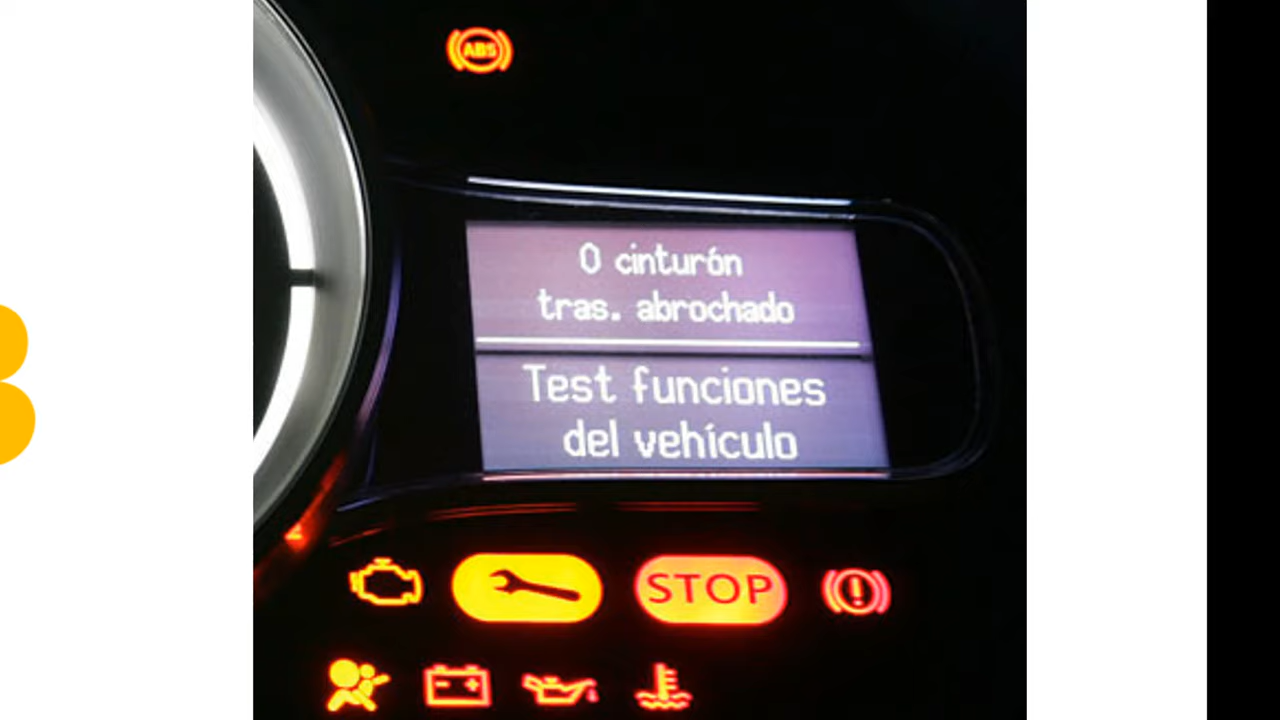 ABS
0 cinturón
tras. abrochado
Test funciones
del vehículo
STOP